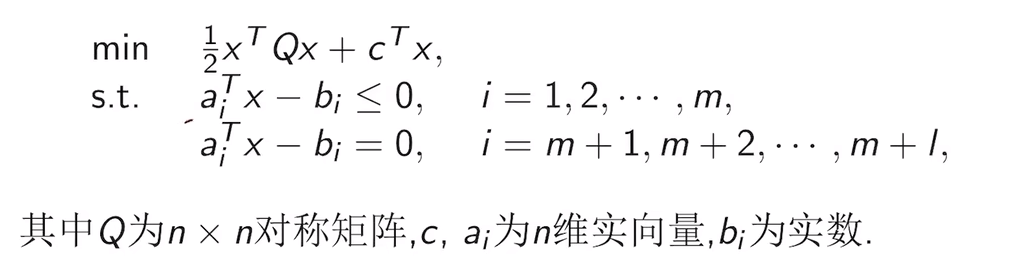 min ½xᵀQx + cᵀx,
s.t. aᵢᵀx − bᵢ ≤ 0, i = 1, 2, ⋯ , m,
aᵢᵀx − bᵢ = 0, i = m + 1, m + 2, ⋯ , m + l,
其中Q为n × n对称矩阵,c, aᵢ为n维实向量,bᵢ为实数.